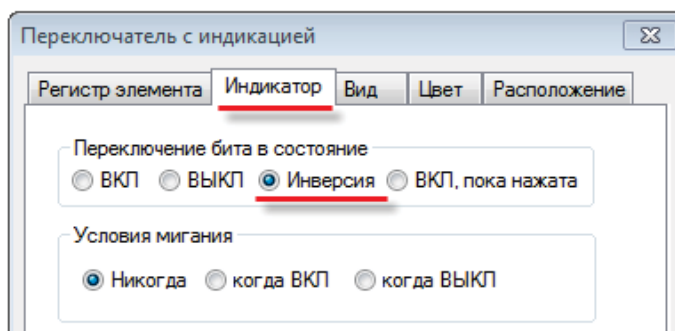 Переключатель с индикацией
Регистр элемента Индикатор Вид Цвет Расположение
Переключение бита в состояние
ВКЛ ВЫКЛ Инверсия ВКЛ, пока нажата
Условия мигания
Никогда когда ВКЛ когда ВЫКЛ